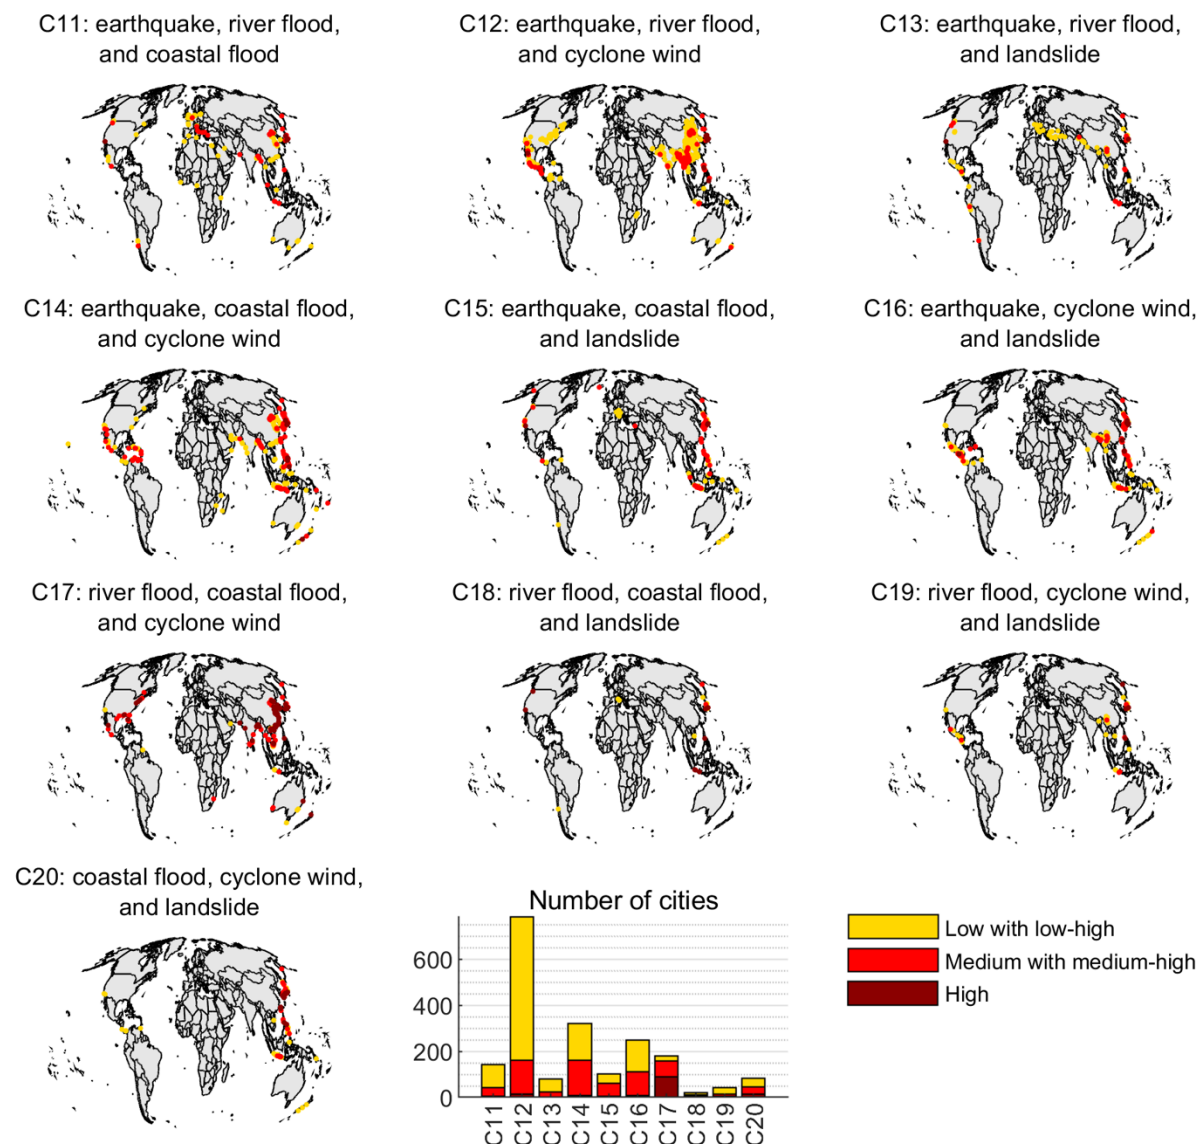 C11: earthquake, river flood,
and coastal flood
C12: earthquake, river flood,
and cyclone wind
C13: earthquake, river flood,
and landslide
C14: earthquake, coastal flood,
and cyclone wind
C15: earthquake, coastal flood,
and landslide
C16: earthquake, cyclone wind,
and landslide
C17: river flood, coastal flood,
and cyclone wind
C18: river flood, coastal flood,
and landslide
C19: river flood, cyclone wind,
and landslide
C20: coastal flood, cyclone wind,
and landslide
Number of cities
600
400
200
0
C11
C12
C13
C14
C15
C16
C17
C18
C19
C20
Low with low-high
Medium with medium-high
High